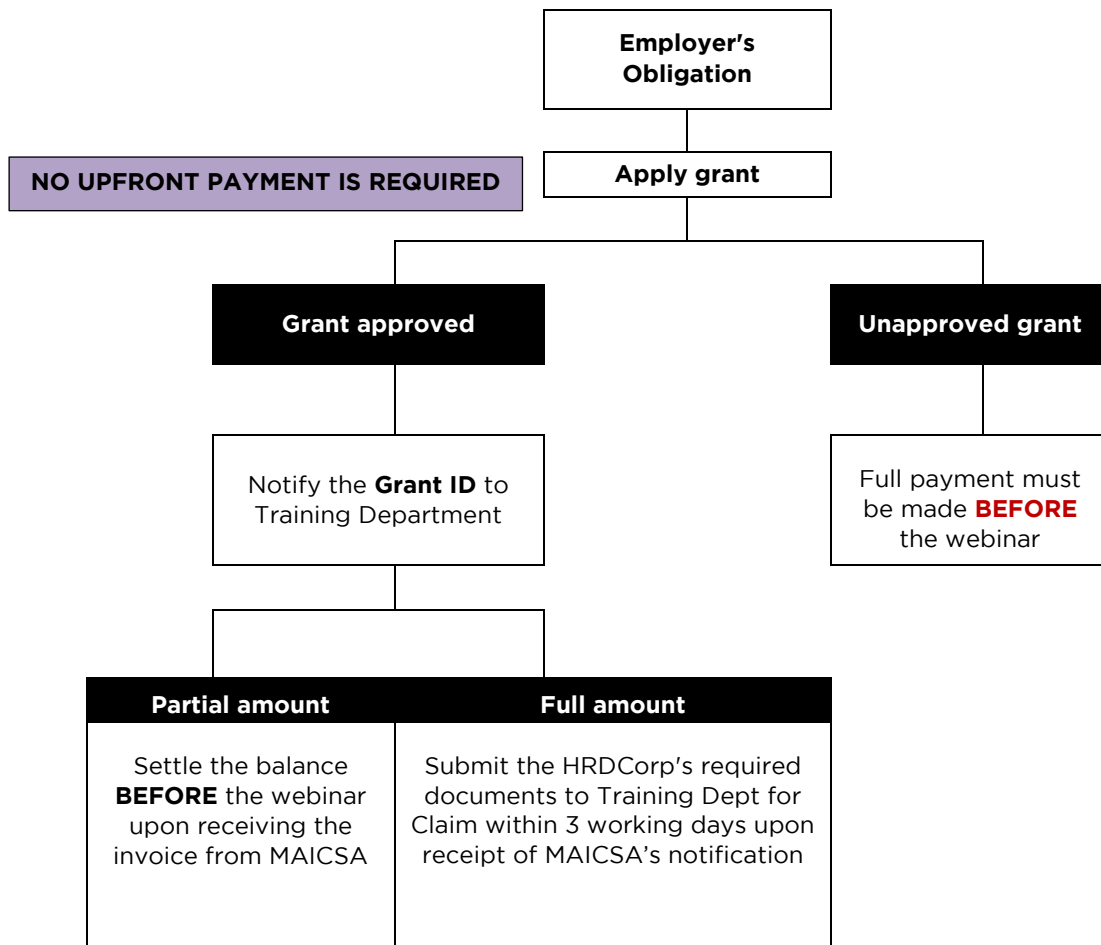 Employer's
Obligation
NO UPFRONT PAYMENT IS REQUIRED
Apply grant
Grant approved
Unapproved grant
Notify the Grant ID to
Training Department
Full payment must
be made BEFORE
the webinar
Partial amount
Full amount
Settle the balance
BEFORE the webinar
upon receiving the
invoice from MAICSA
Submit the HRDCorp's required
documents to Training Dept for
Claim within 3 working days upon
receipt of MAICSA’s notification